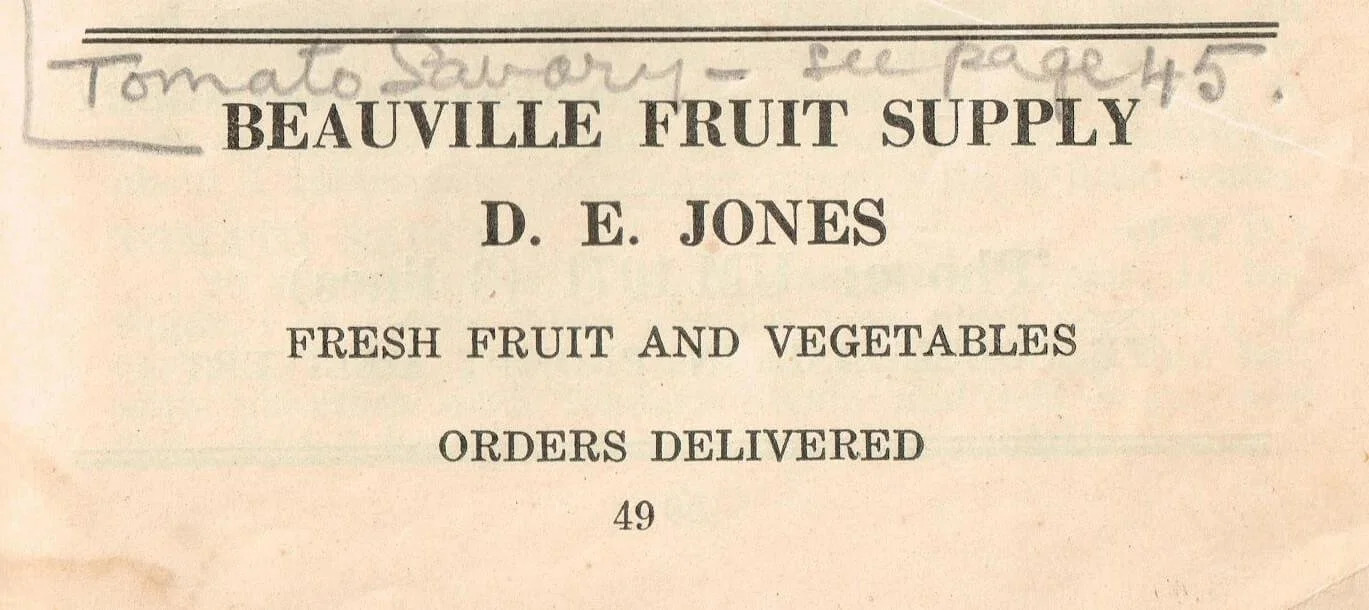 Tomato Savory - see page 45.
BEAUVILLE FRUIT SUPPLY
D. E. JONES
FRESH FRUIT AND VEGETABLES
ORDERS DELIVERED
49